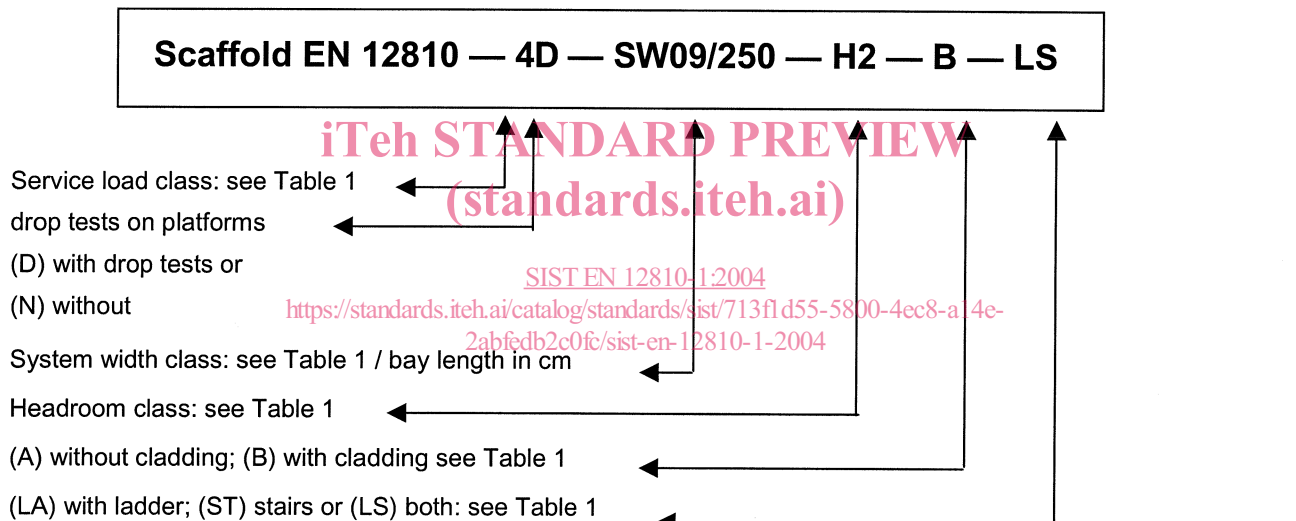 Scaffold EN 12810 — 4D — SW09/250 — H2 — B — LS
iTeh STANDARD PREVIEW
Service load class: see Table 1
(standards.iteh.ai)
drop tests on platforms
(D) with drop tests or
SIST EN 12810-1:2004
(N) without
https://standards.iteh.ai/catalog/standards/sist/713f1d55-5800-4ec8-a14e-
2abfedb2c0fc/sist-en-12810-1-2004
System width class: see Table 1 / bay length in cm
Headroom class: see Table 1
(A) without cladding; (B) with cladding see Table 1
(LA) with ladder; (ST) stairs or (LS) both: see Table 1